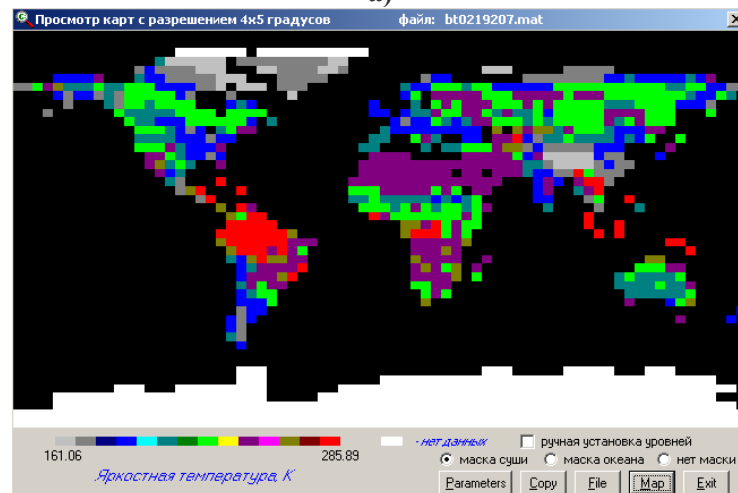 Просмотр карт с разрешением 4x5 градусов файл: bt0219207.mat
161.06 285.89
- нет данных
ручная установка уровней
маска суши маска океана нет маски
Яркостная температура, К
Parameters Copy File Map Exit